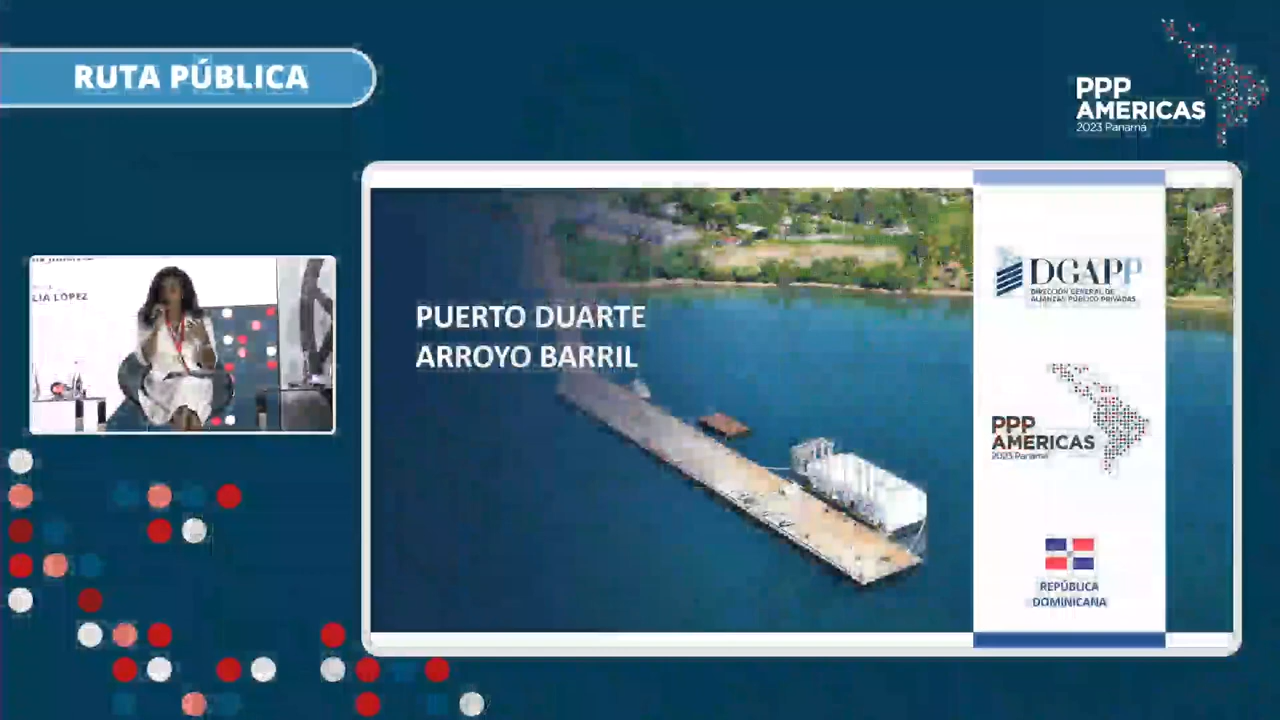 RUTA PÚBLICA
PPP
AMERICAS
2023 Panamá
LIA LÓPEZ
PUERTO DUARTE
ARROYO BARRIL
DGAPP
DIRECCIÓN GENERAL DE
ALIANZAS PÚBLICO PRIVADAS
PPP
AMERICAS
2023 Panamá
REPÚBLICA
DOMINICANA